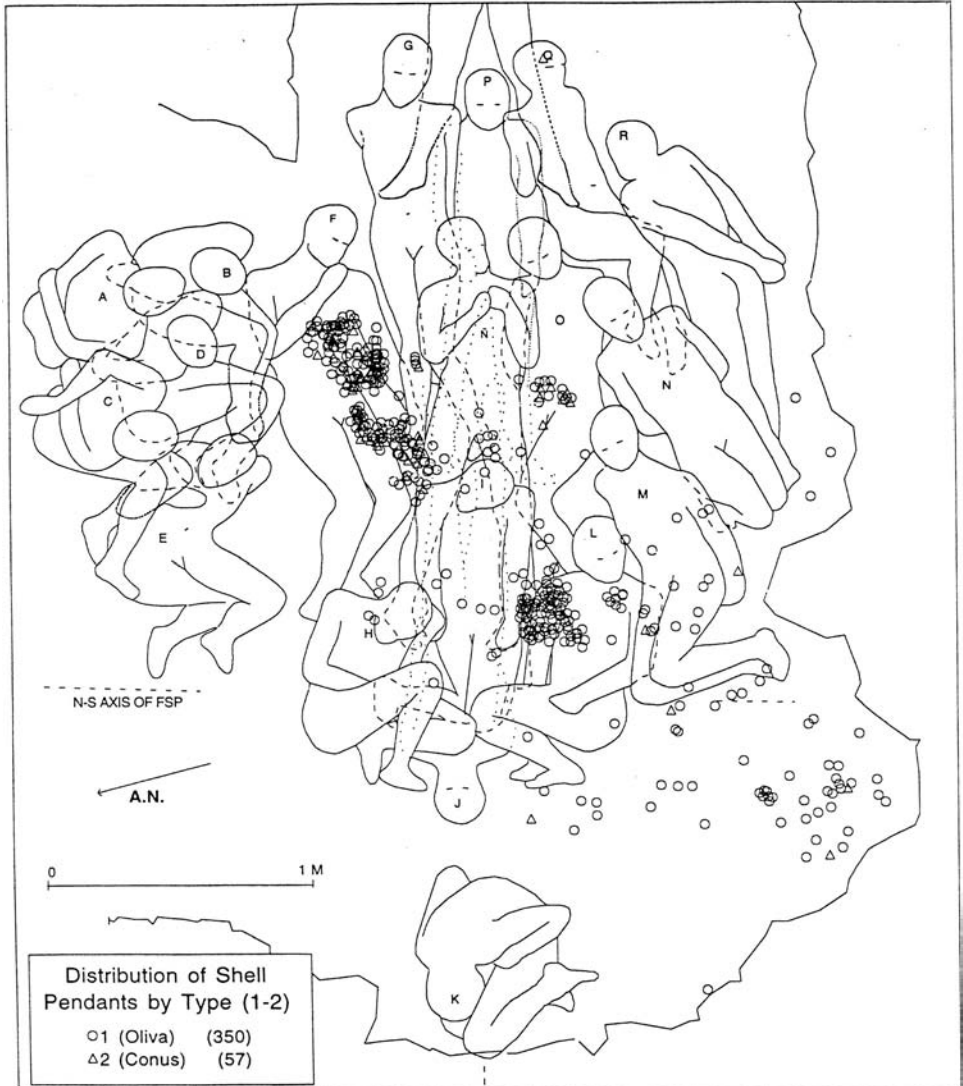 G
P
Q
R
F
B
A
Ñ
D
N
C
M
E
L
H
N-S AXIS OF FSP
A.N.
J
0 1 M
K
Distribution of Shell
Pendants by Type (1-2)
1 (Oliva) (350)
2 (Conus) (57)